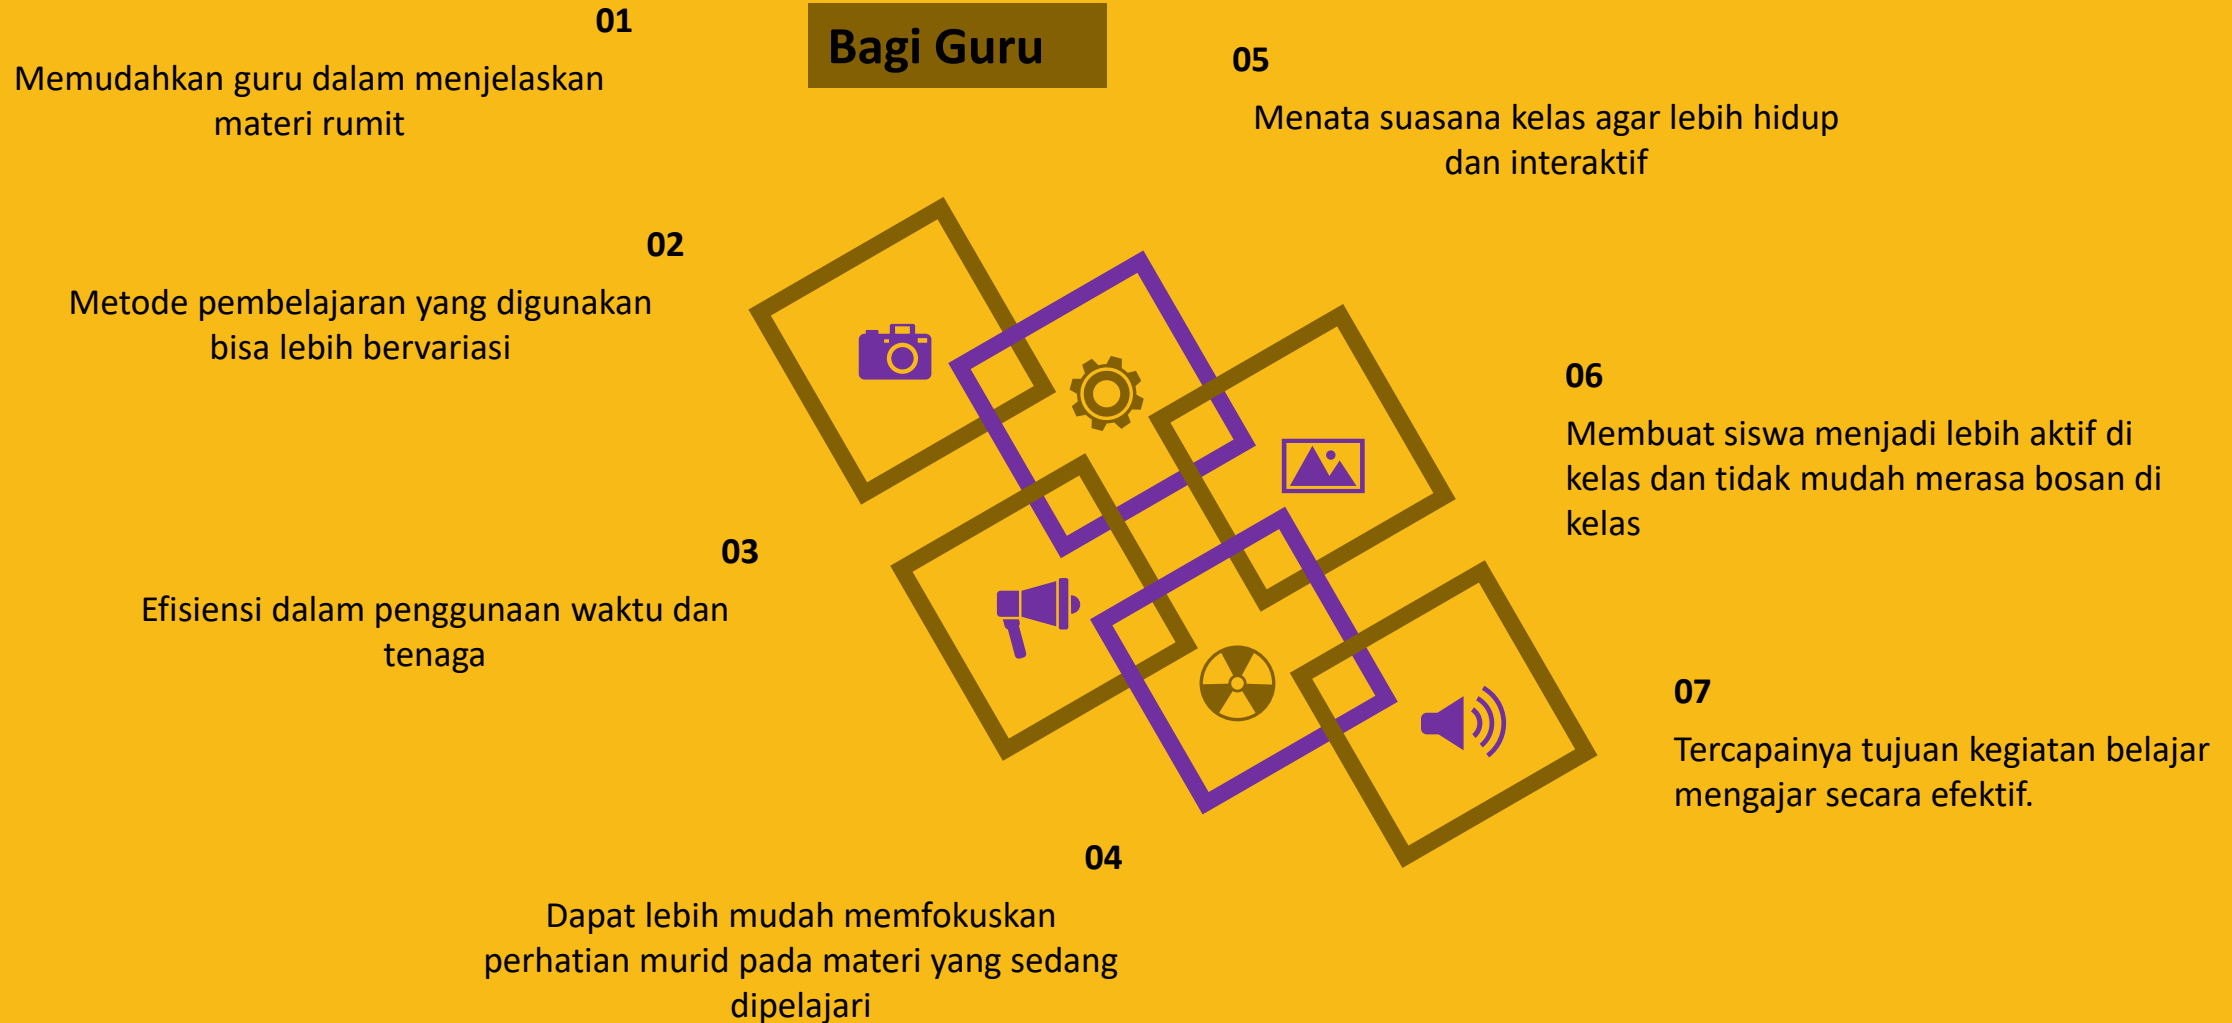 Bagi Guru
01
Memudahkan guru dalam menjelaskan
materi rumit
02
Metode pembelajaran yang digunakan
bisa lebih bervariasi
03
Efisiensi dalam penggunaan waktu dan
tenaga
04
Dapat lebih mudah memfokuskan
perhatian murid pada materi yang sedang
dipelajari
05
Menata suasana kelas agar lebih hidup
dan interaktif
06
Membuat siswa menjadi lebih aktif di
kelas dan tidak mudah merasa bosan di
kelas
07
Tercapainya tujuan kegiatan belajar
mengajar secara efektif.